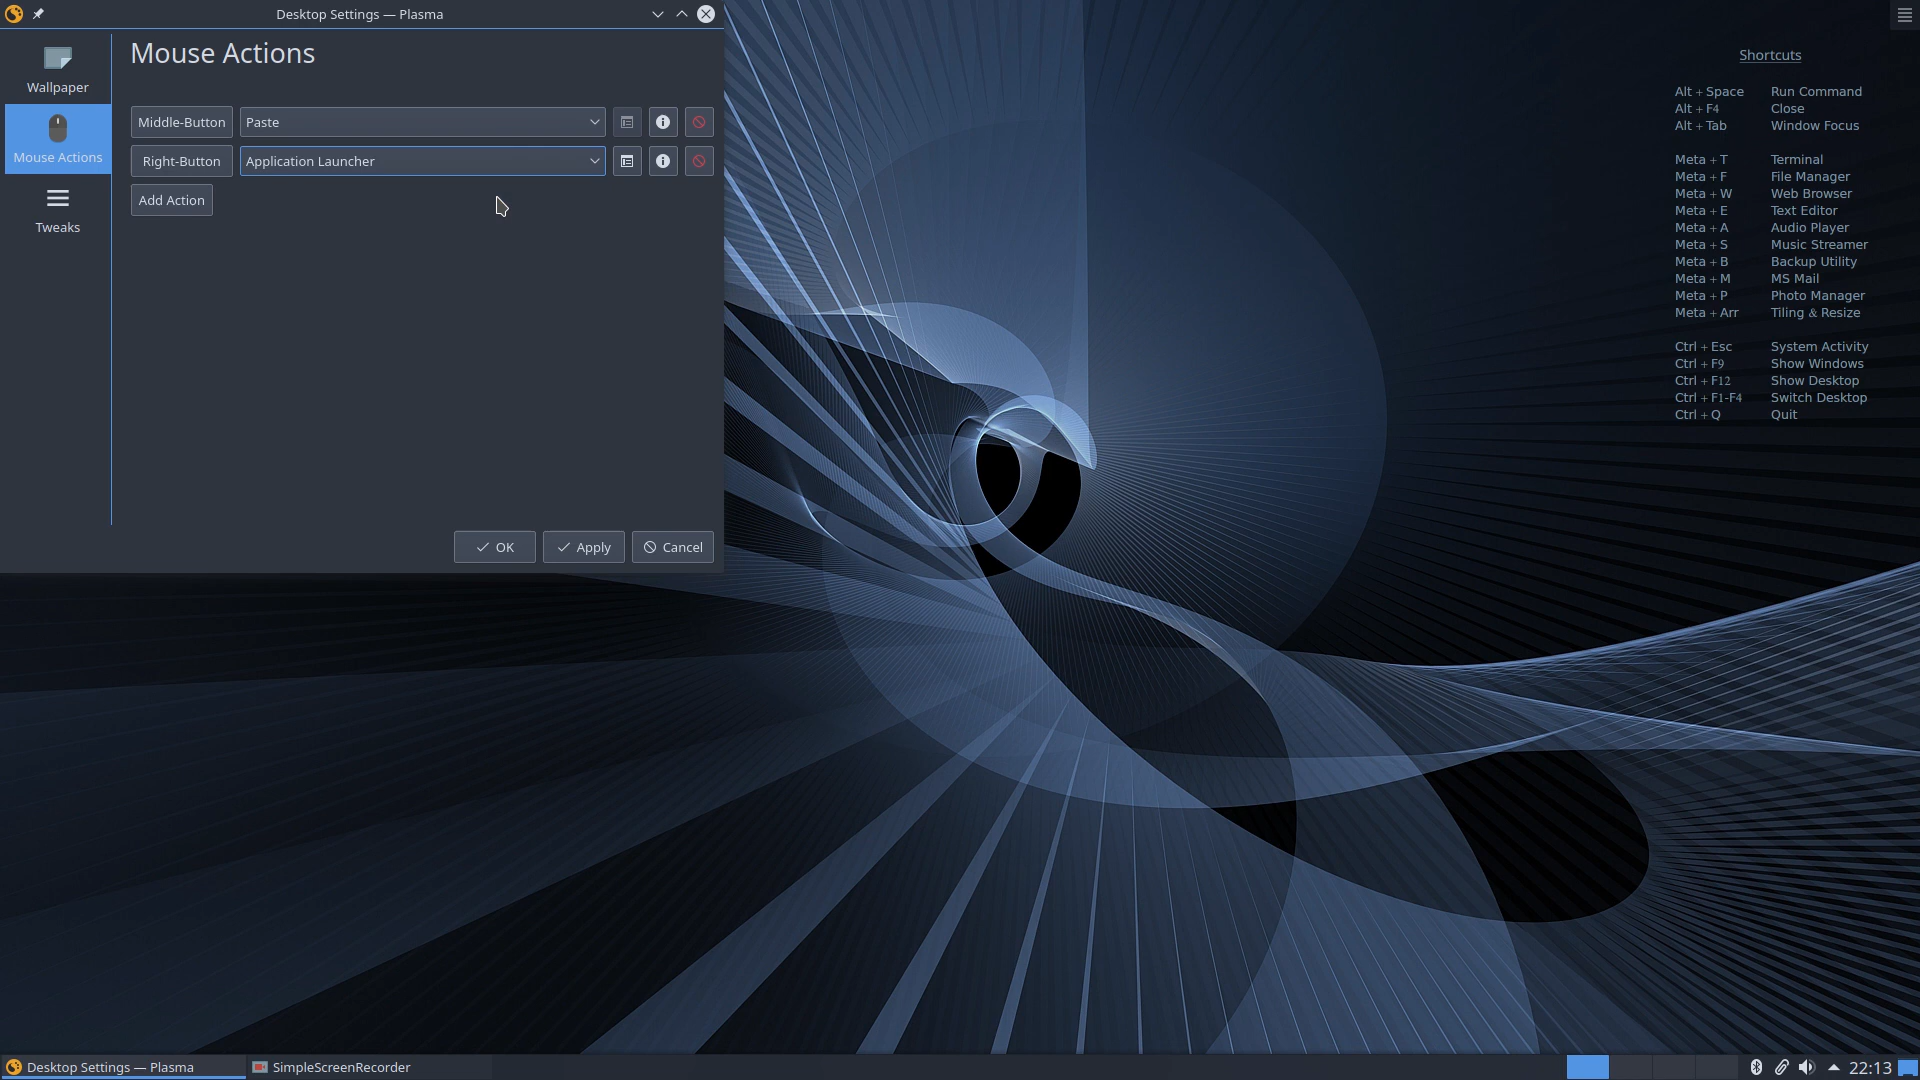 Desktop Settings — Plasma
Wallpaper
Mouse Actions
Tweaks
Mouse Actions
Middle-Button Paste
Right-Button Application Launcher
Add Action
OK Apply Cancel
Shortcuts
Alt + Space Run Command
Alt + F4 Close
Alt + Tab Window Focus
Meta + T Terminal
Meta + F File Manager
Meta + W Web Browser
Meta + E Text Editor
Meta + A Audio Player
Meta + S Music Streamer
Meta + B Backup Utility
Meta + M MS Mail
Meta + P Photo Manager
Meta + Arr Tiling & Resize
Ctrl + Esc System Activity
Ctrl + F9 Show Windows
Ctrl + F12 Show Desktop
Ctrl + F1-F4 Switch Desktop
Ctrl + Q Quit
Desktop Settings — Plasma SimpleScreenRecorder 22:13